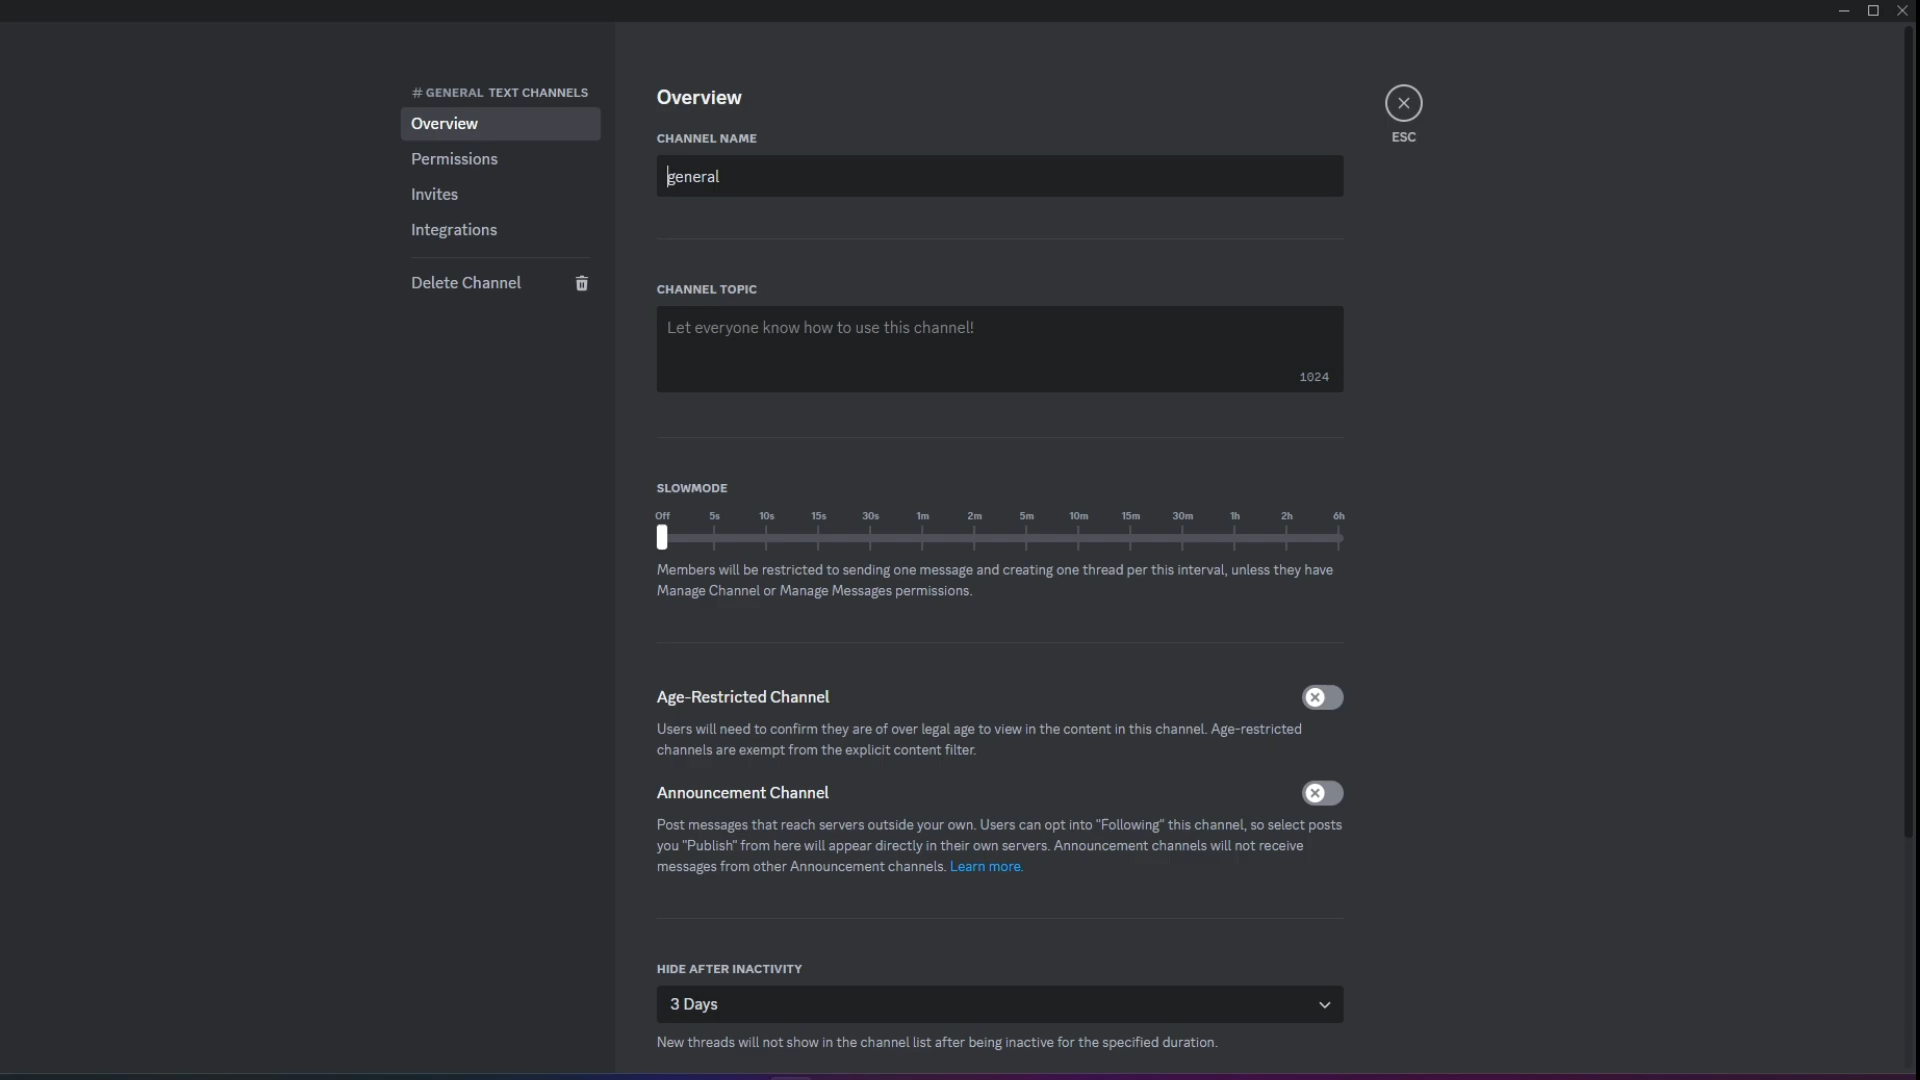 # GENERAL TEXT CHANNELS
Overview
Permissions
Invites
Integrations
Delete Channel
Overview
ESC
CHANNEL NAME
general
CHANNEL TOPIC
Let everyone know how to use this channel!
1024
SLOWMODE
Off 5s 10s 15s 30s 1m 2m 5m 10m 15m 30m 1h 2h 6h
Members will be restricted to sending one message and creating one thread per this interval, unless they have
Manage Channel or Manage Messages permissions.
Age-Restricted Channel
Users will need to confirm they are of over legal age to view in the content in this channel. Age-restricted
channels are exempt from the explicit content filter.
Announcement Channel
Post messages that reach servers outside your own. Users can opt into "Following" this channel, so select posts
you "Publish" from here will appear directly in their own servers. Announcement channels will not receive
messages from other Announcement channels. Learn more.
HIDE AFTER INACTIVITY
3 Days
New threads will not show in the channel list after being inactive for the specified duration.